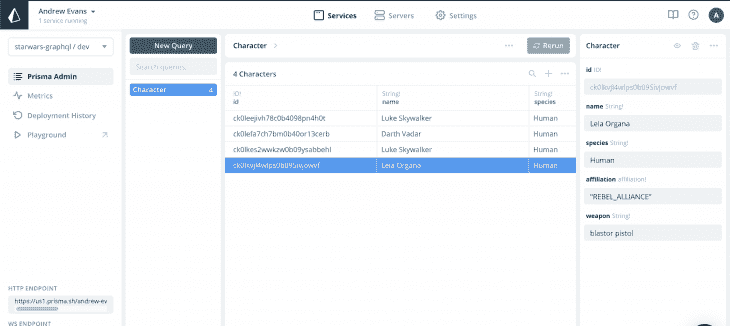 Andrew Evans
1 service running
Services
Servers
Settings
A
starwars-graphql / dev
Prisma Admin
Metrics
Deployment History
Playground
HTTP ENDPOINT
https://us1.prisma.sh/andrew-ev
WS ENDPOINT
New Query
Search queries...
Character 4
Character
Rerun
4 Characters
ID! String! String!
id name species
ck0leejivh78c0b4098pn4h0t Luke Skywalker Human
ck0lefa7ch7bm0b40or13cerb Darth Vadar Human
ck0lkes2wwkzw0b09ysabbehl Luke Skywalker Human
Leia Organa Human
Character
id ID!
name String!
Leia Organa
species String!
Human
affiliation affiliation!
"REBEL_ALLIANCE"
weapon String!
blastor pistol